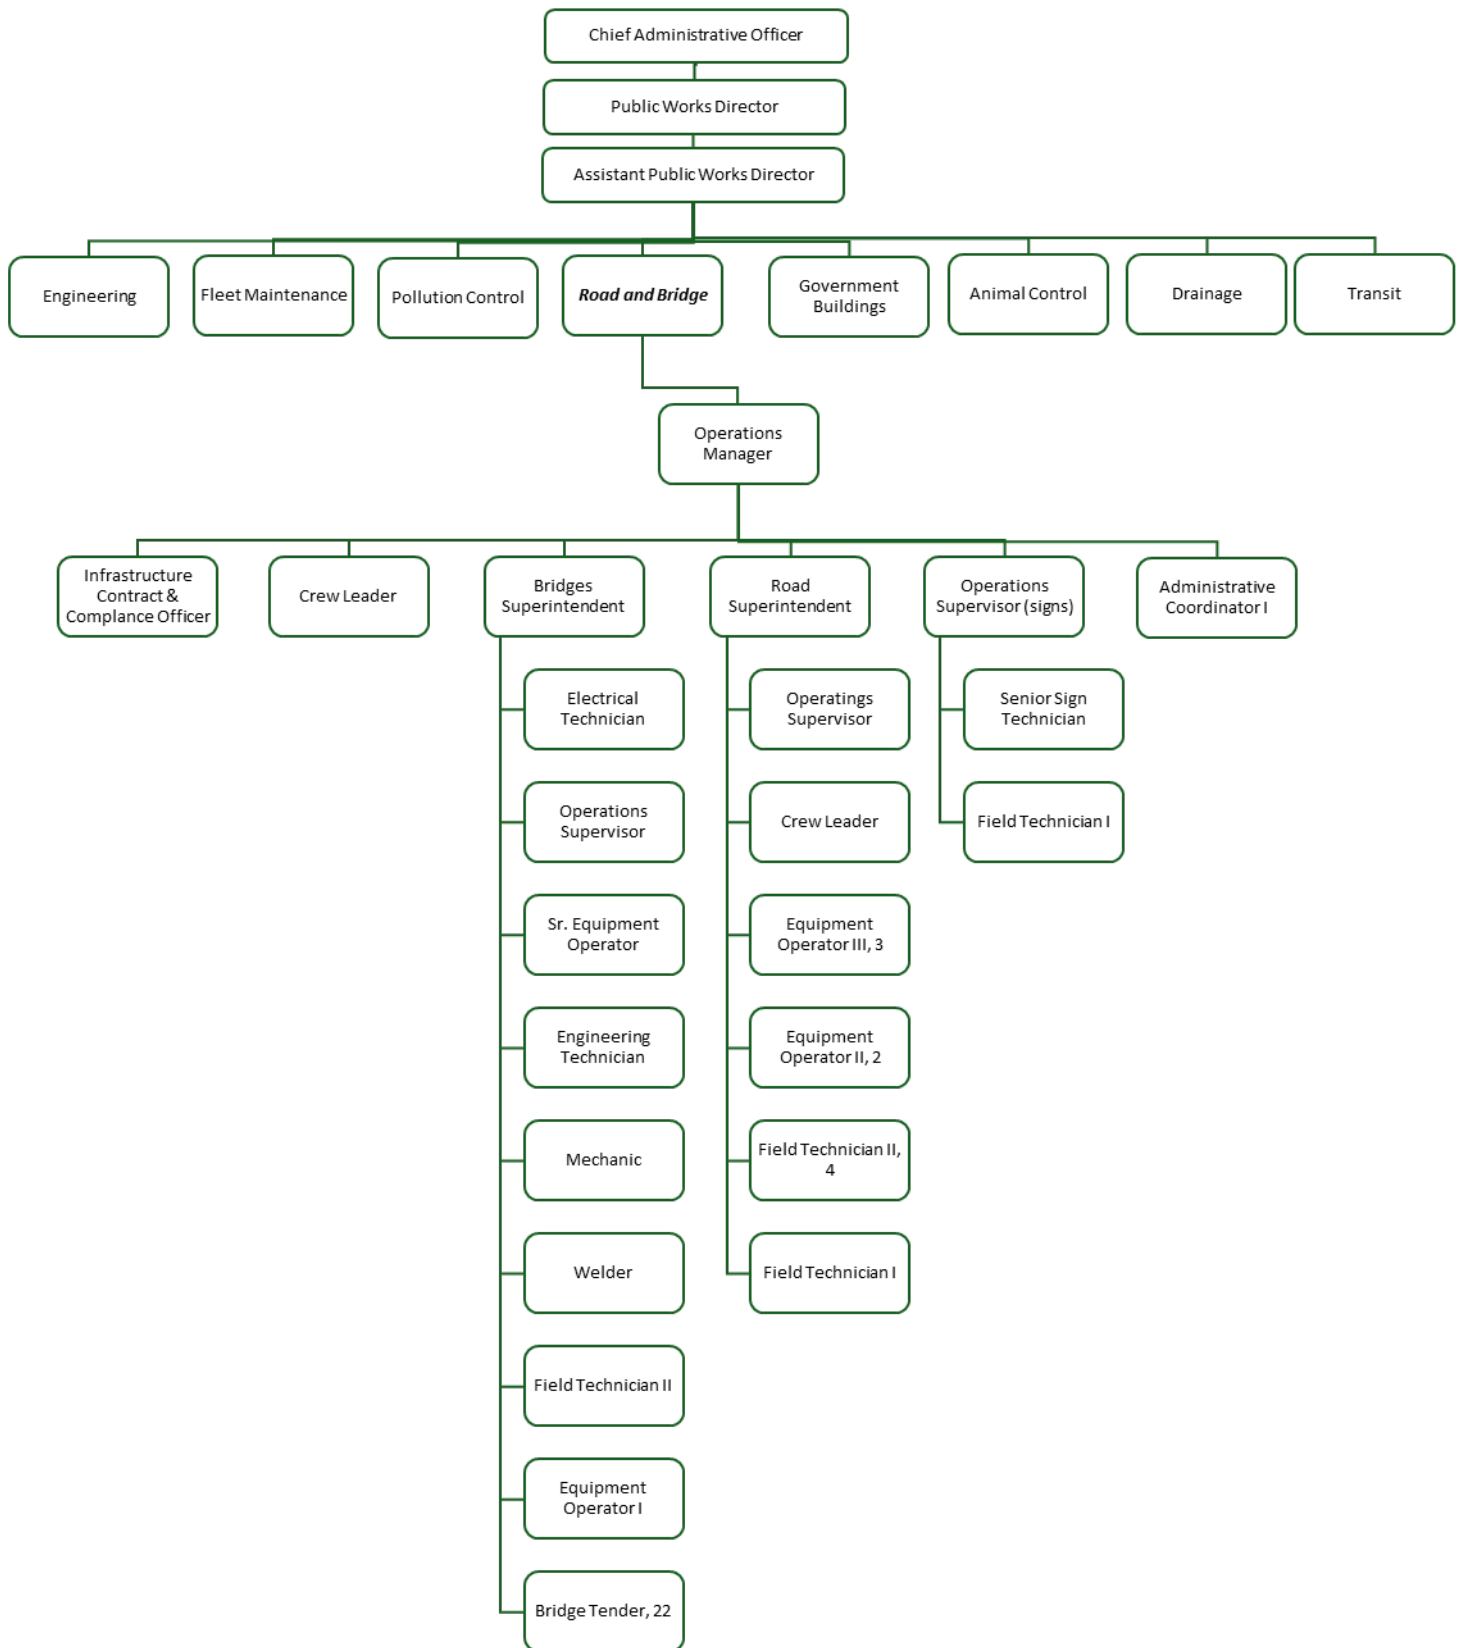 Chief Administrative Officer
Public Works Director
Assistant Public Works Director
Engineering
Fleet Maintenance
Pollution Control
Road and Bridge
Government
Buildings
Animal Control
Drainage
Transit
Operations
Manager
Infrastructure
Contract &
Complance Officer
Crew Leader
Bridges
Superintendent
Road
Superintendent
Operations
Supervisor (signs)
Administrative
Coordinator I
Electrical
Technician
Operations
Supervisor
Sr. Equipment
Operator
Engineering
Technician
Mechanic
Welder
Field Technician II
Equipment
Operator I
Bridge Tender, 22
Operatings
Supervisor
Crew Leader
Equipment
Operator III, 3
Equipment
Operator II, 2
Field Technician II,
4
Field Technician I
Senior Sign
Technician
Field Technician I